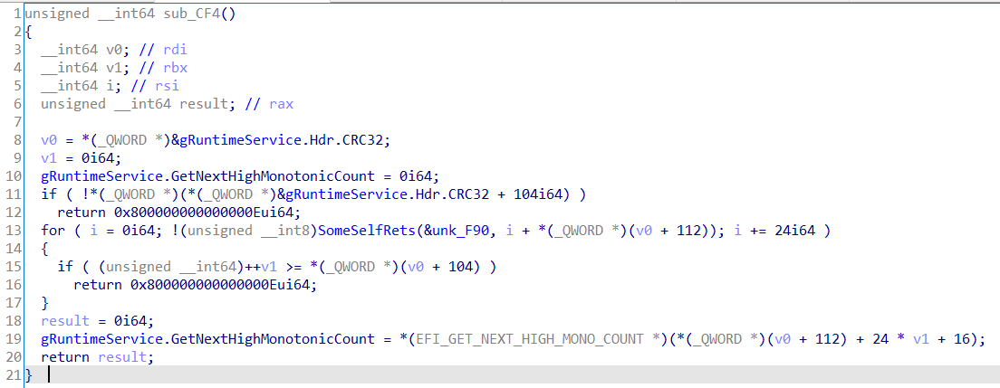 1 unsigned __int64 sub_CF4()
2 {
3   __int64 v0; // rdi
4   __int64 v1; // rbx
5   __int64 i; // rsi
6   unsigned __int64 result; // rax
7
8   v0 = *(_QWORD *)&gRuntimeService.Hdr.CRC32;
9   v1 = 0i64;
10   gRuntimeService.GetNextHighMonotonicCount = 0i64;
11   if ( !*(_QWORD *)(*(_QWORD *)&gRuntimeService.Hdr.CRC32 + 104i64) )
12     return 0x800000000000000Eui64;
13   for ( i = 0i64; !(unsigned __int8)SomeSelfRets(&unk_F90, i + *(_QWORD *)(v0 + 112)); i += 24i64 )
14   {
15     if ( (unsigned __int64)++v1 >= *(_QWORD *)(v0 + 104) )
16       return 0x800000000000000Eui64;
17   }
18   result = 0i64;
19   gRuntimeService.GetNextHighMonotonicCount = *(EFI_GET_NEXT_HIGH_MONO_COUNT *)(*(_QWORD *)(v0 + 112) + 24 * v1 + 16);
20   return result;
21 }